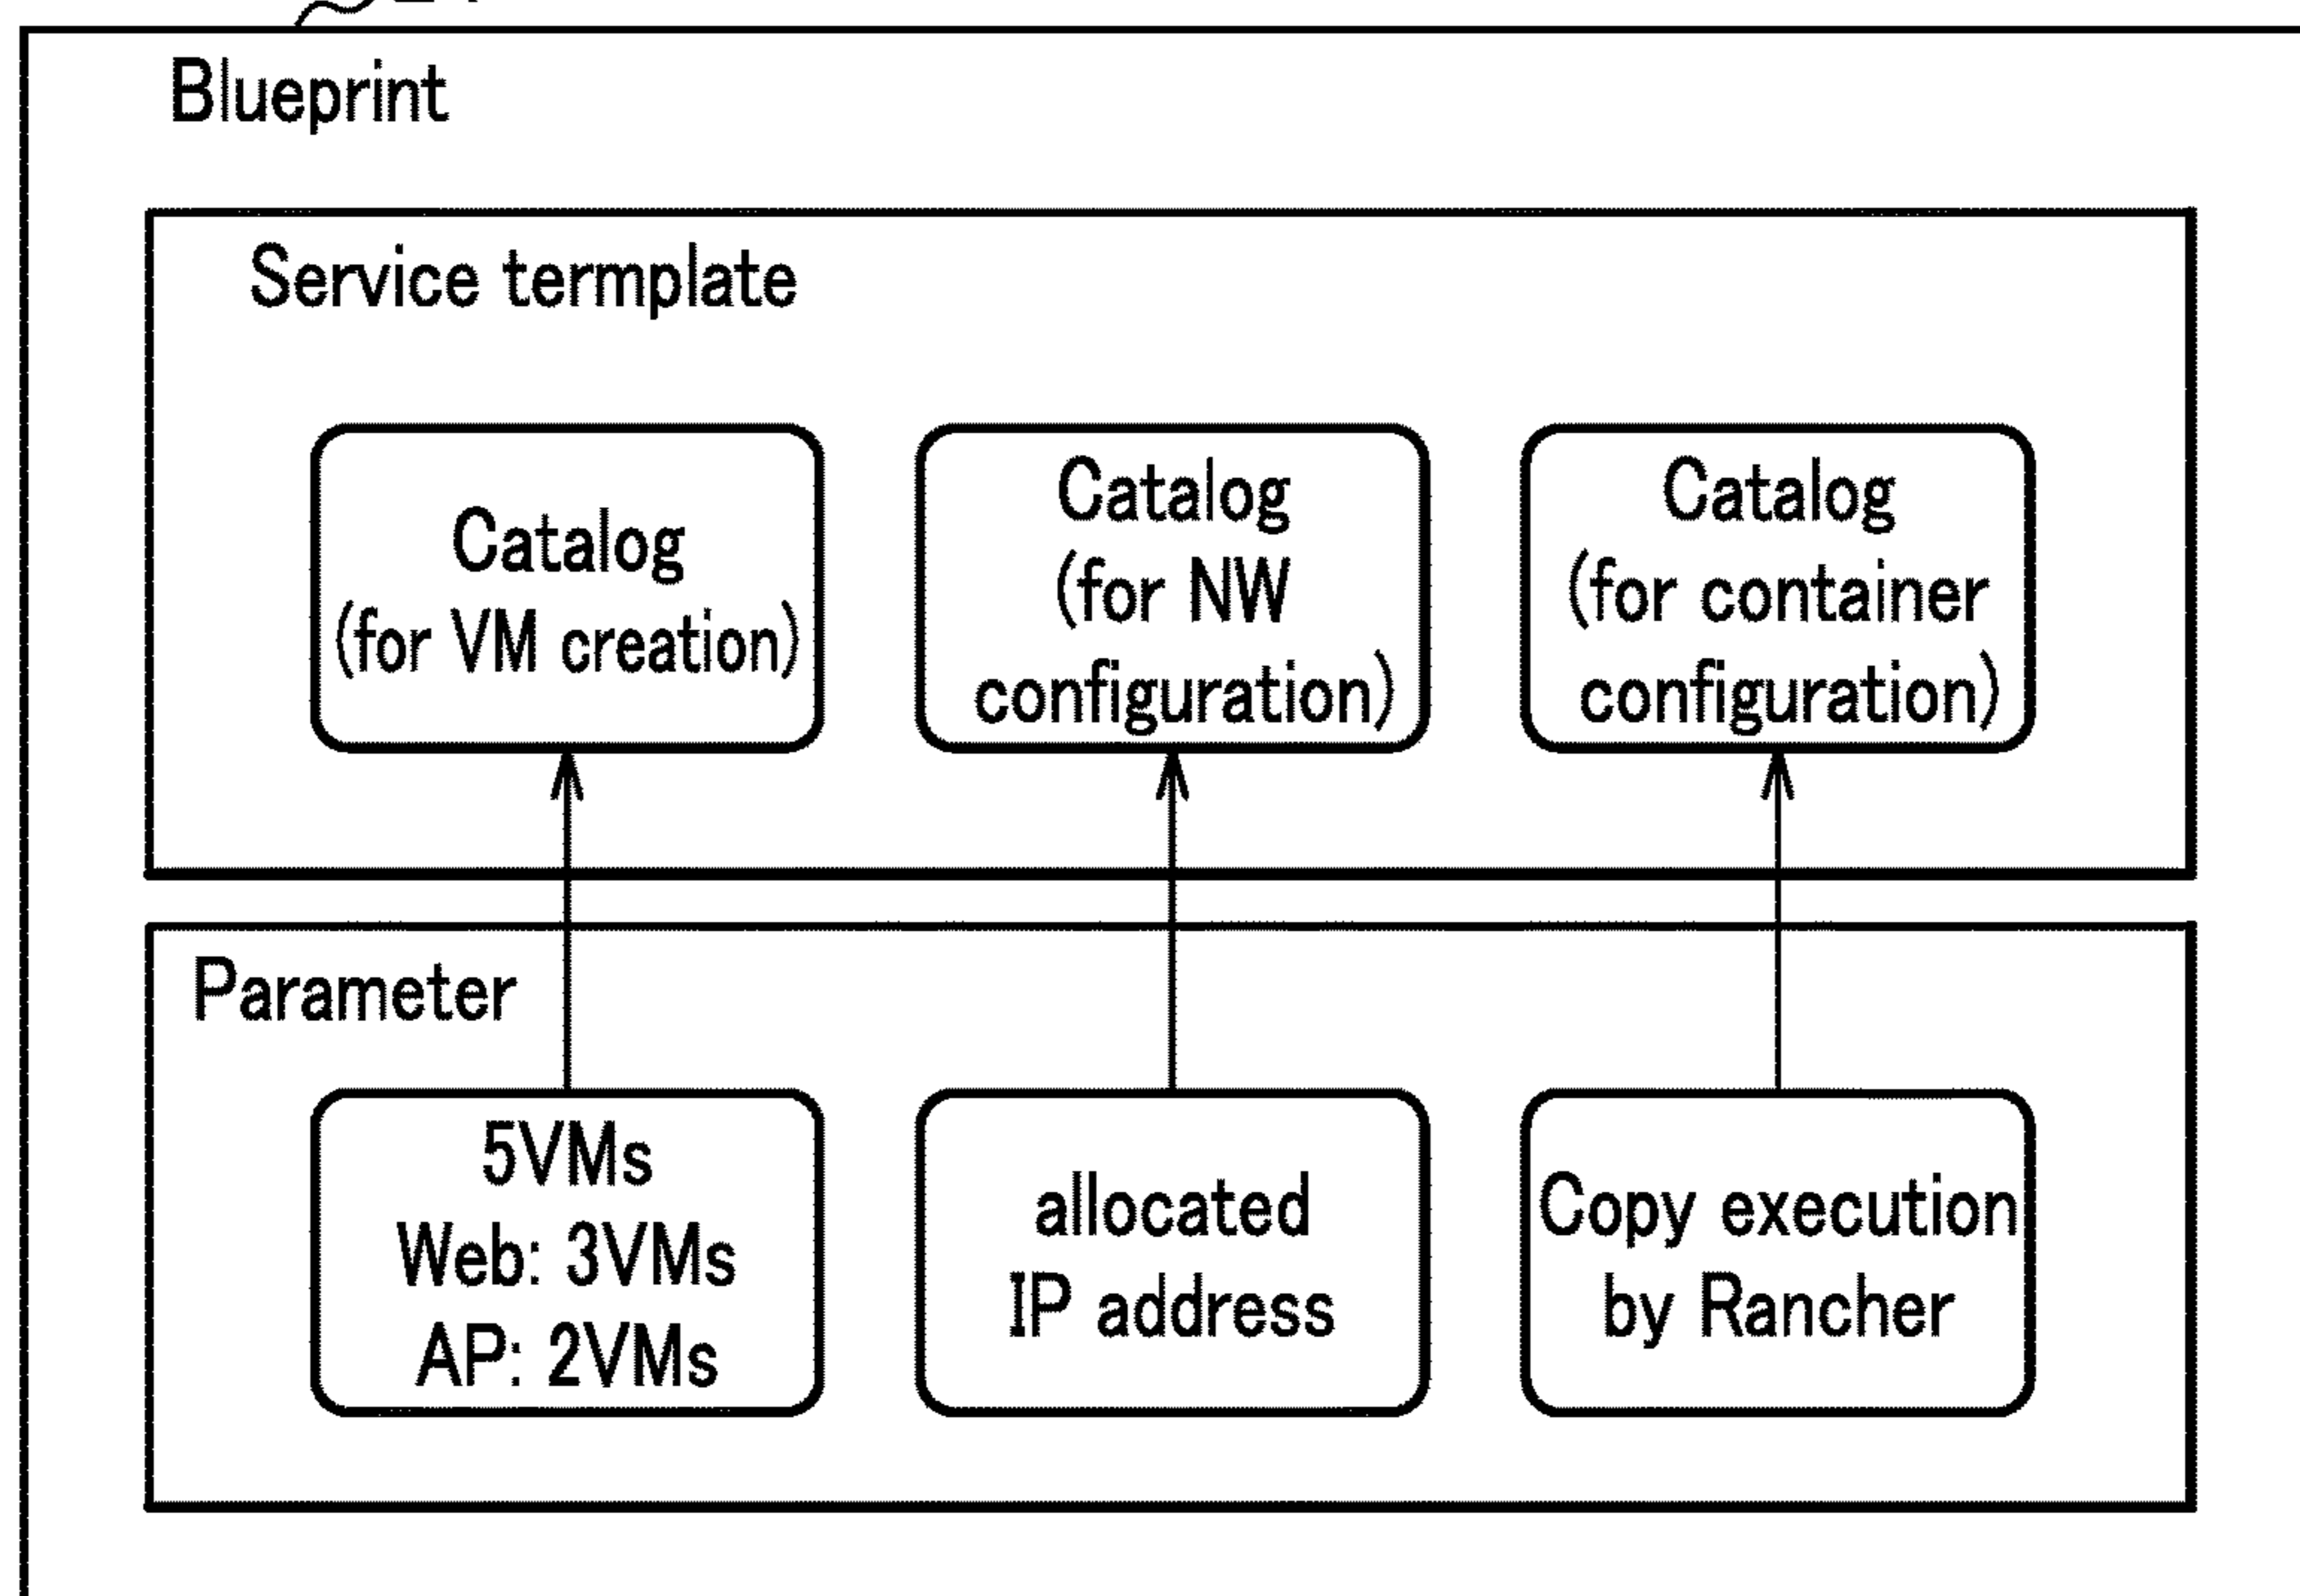 Blueprint
Service termplate
Catalog
(for VM creation)
Catalog
(for NW
configuration)
Catalog
(for container
configuration)
Parameter
5VMs
Web: 3VMs
AP: 2VMs
allocated
IP address
Copy execution
by Rancher